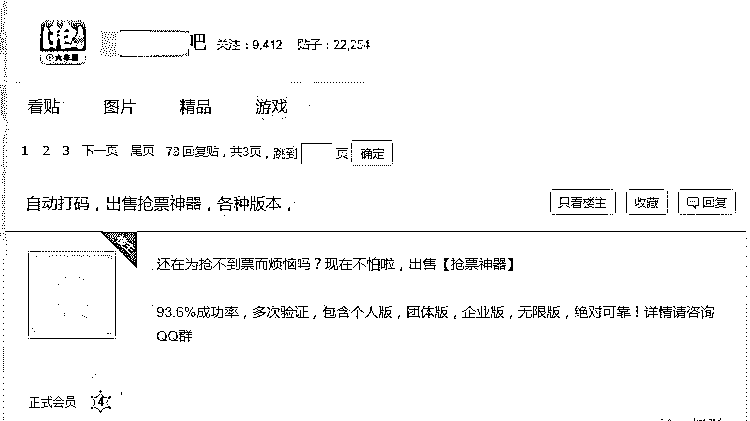 抢
火车票
吧 关注：9,412 贴子：22,254
看贴 图片 精品 游戏
1 2 3 下一页 尾页 73回复贴，共3页，跳到 页 确定
自动打码，出售抢票神器，各种版本， 只看楼主 收藏 回复
还在为抢不到票而烦恼吗？现在不怕啦，出售【抢票神器】
93.6%成功率，多次验证，包含个人版，团体版，企业版，无限版，绝对可靠！详情请咨询
QQ群
正式会员 4